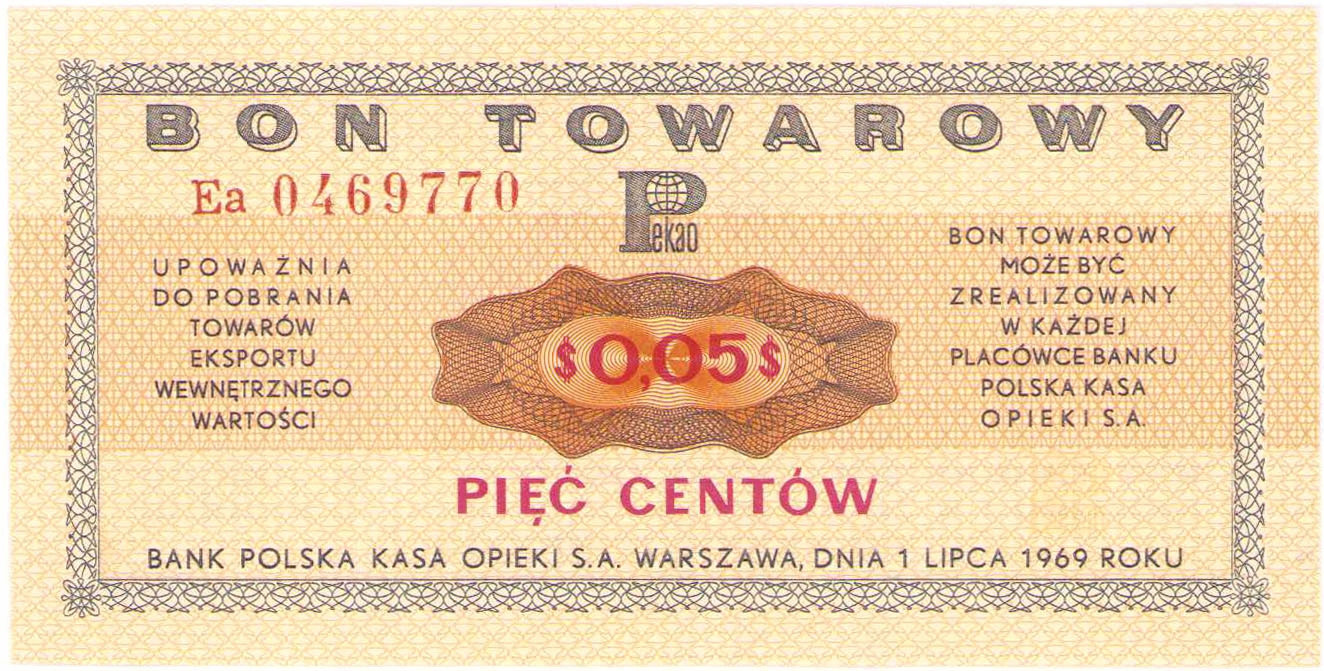 BON TOWAROWY
Ea 0469770
Pekao
UPOWAŻNIA
DO POBRANIA
TOWARÓW
EKSPORTU
WEWNĘTRZNEGO
WARTOŚCI
$0,05$
BON TOWAROWY
MOŻE BYĆ
ZREALIZOWANY
W KAŻDEJ
PLACÓWCE BANKU
POLSKA KASA
OPIEKI S.A.
PIĘĆ CENTÓW
BANK POLSKA KASA OPIEKI S.A. WARSZAWA, DNIA 1 LIPCA 1969 ROKU